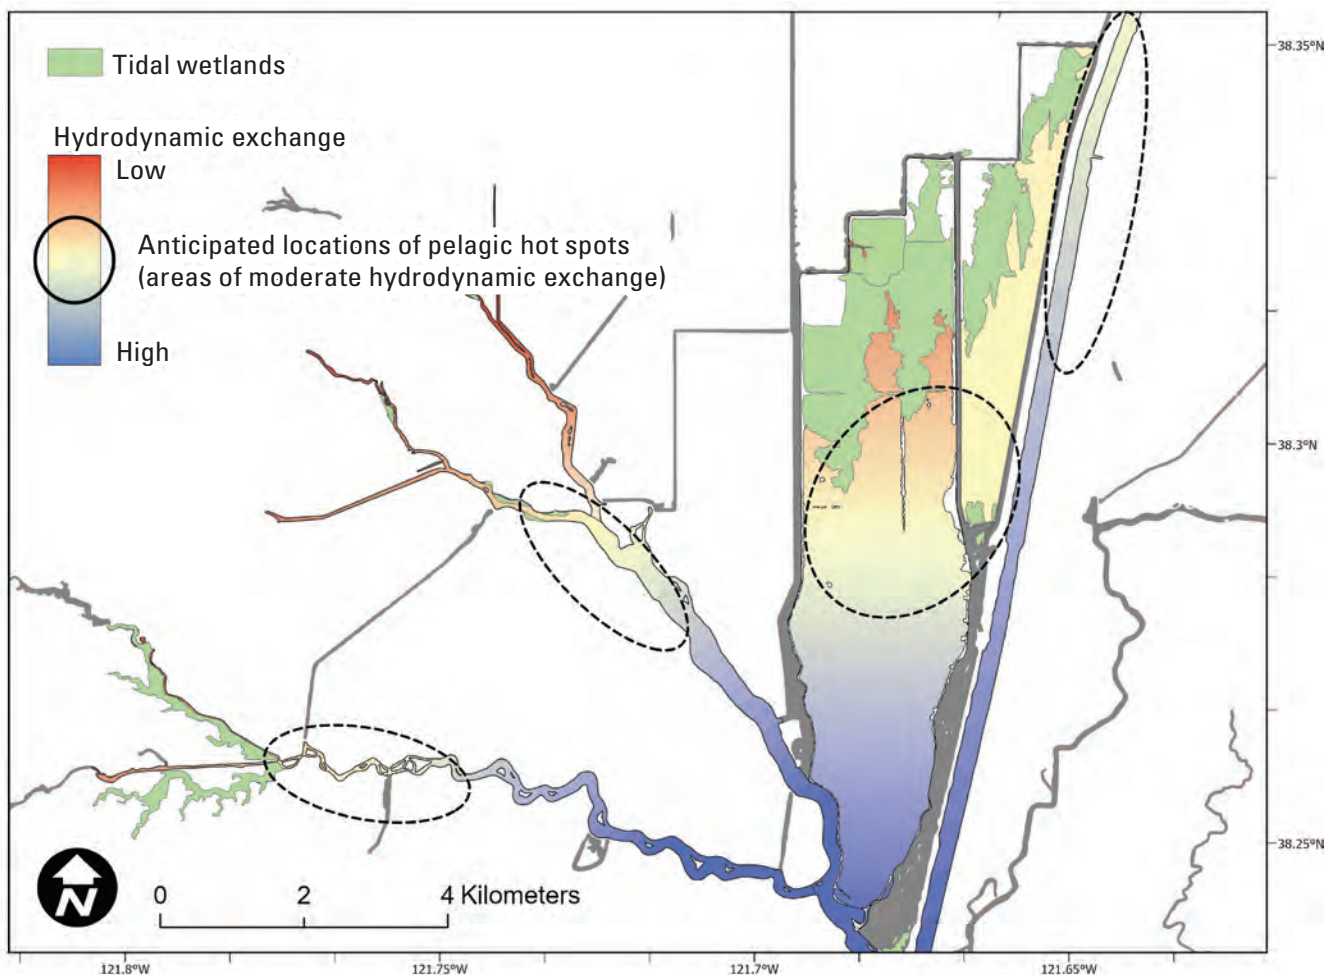 Tidal wetlands
Hydrodynamic exchange
Low
Anticipated locations of pelagic hot spots
(areas of moderate hydrodynamic exchange)
High
N
0 2 4 Kilometers
38.35°N
38.3°N
38.25°N
121.8°W 121.75°W 121.7°W 121.65°W